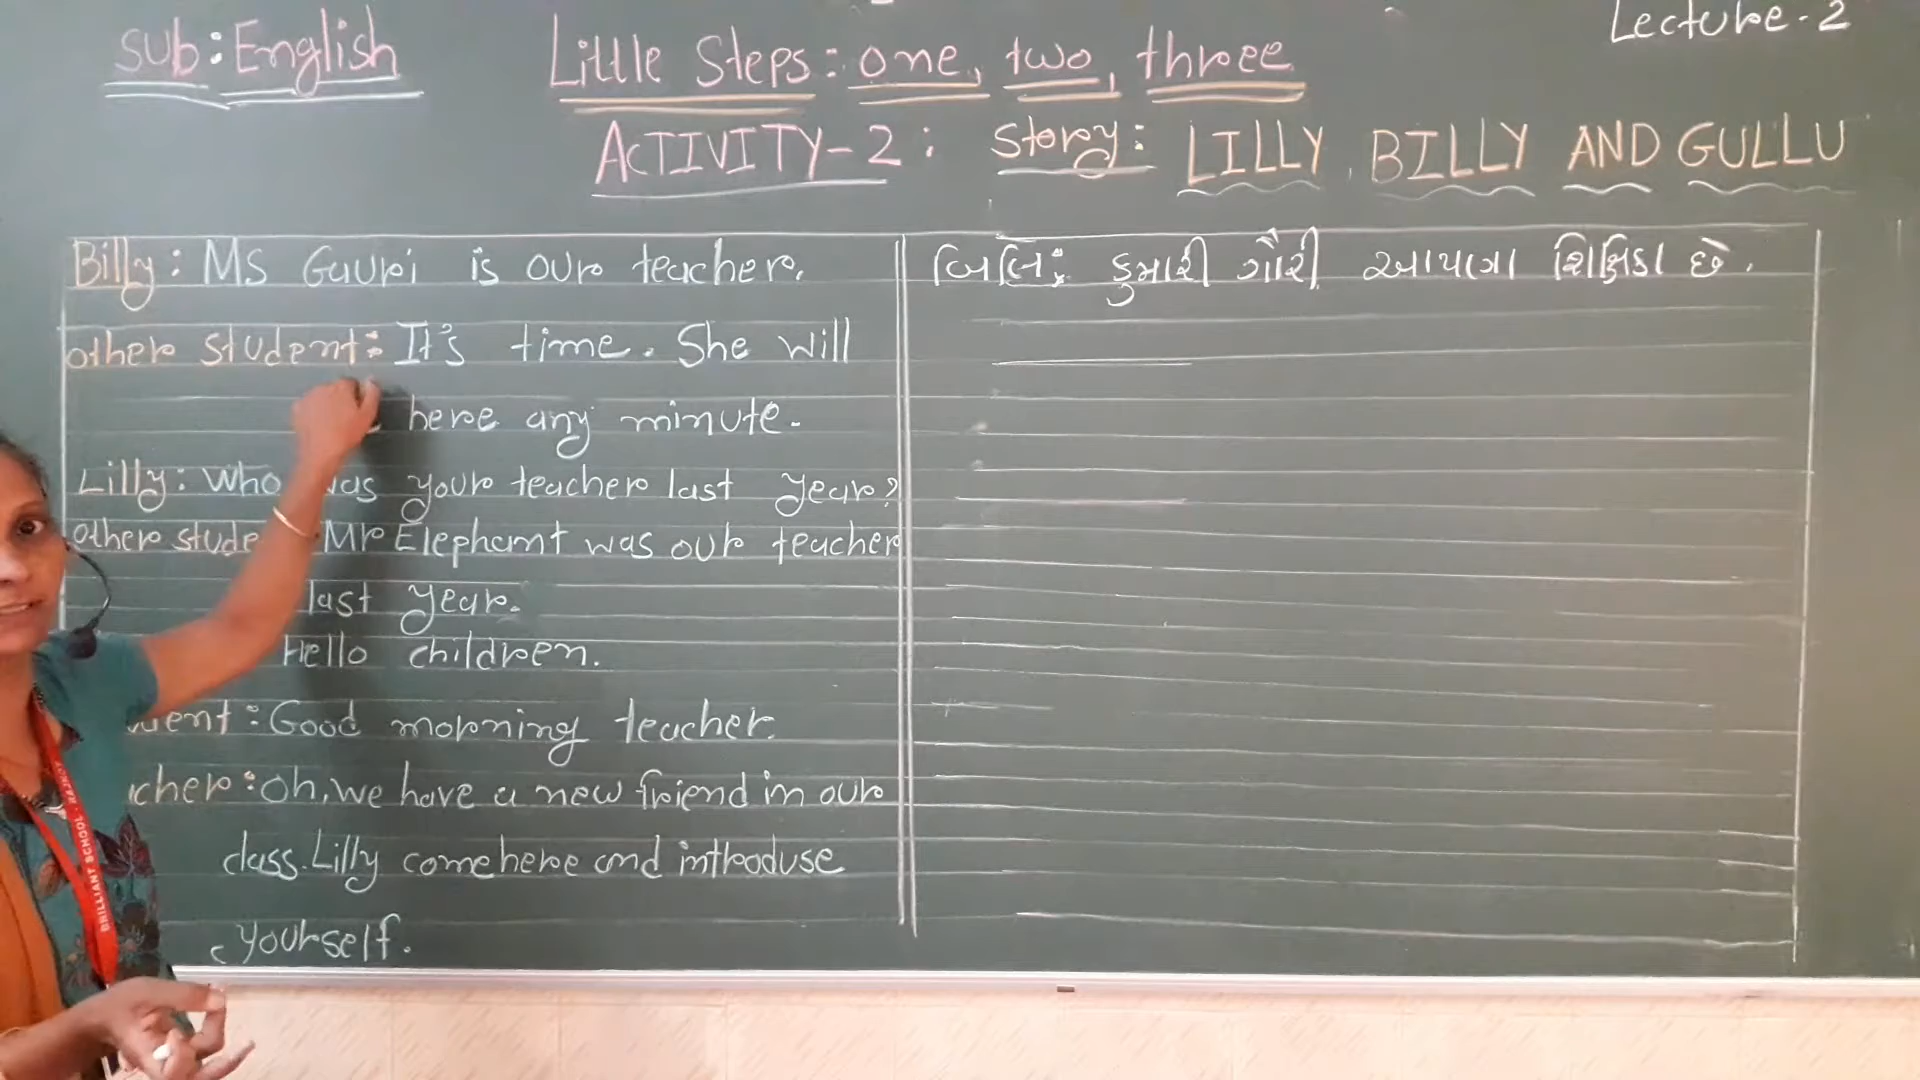 Lecture-2
Sub: English
Little Steps: one, two, three
ACTIVITY-2: Story: LILLY, BILLY AND GULLU
Billy: Ms Gauri is our teacher.
બિલિ: કુમારી ગૌરી આપણા શિક્ષિકા છે.
other student: It's time. She will
here any minute.
Lilly: Who was your teacher last year?
other stude Mr Elephant was our teacher
last year.
Hello children.
dent: Good morning teacher.
cher: Oh, we have a new friend in our
class. Lilly come here and introduse
yourself.
BRILLIANT SCHOOL